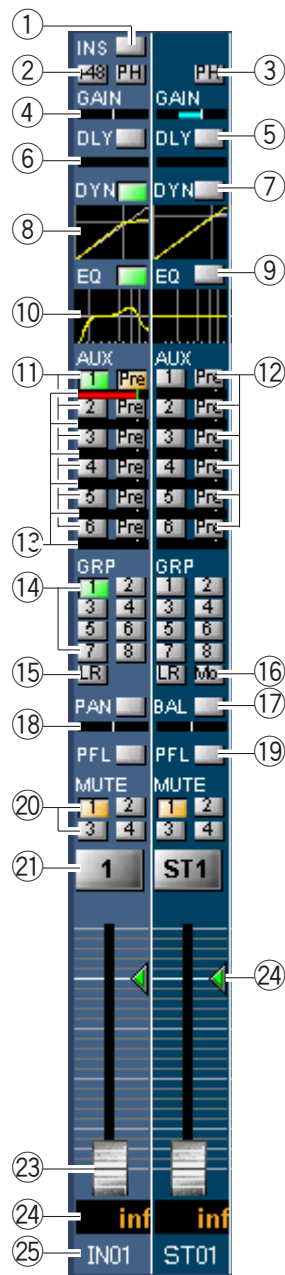 ① INS
② 48 PH PH ③
④ GAIN GAIN
DLY DLY ⑤
⑥
DYN DYN ⑦
⑧
EQ EQ ⑨
⑩
AUX AUX
⑪ 1 Pre 1 Pre ⑫
2 Pre 2 Pre
3 Pre 3 Pre
4 Pre 4 Pre
5 Pre 5 Pre
6 Pre 6 Pre
⑬
GRP GRP
⑭ 1 2 1 2
3 4 3 4
5 6 5 6
7 8 7 8
⑮ LR LR Mo ⑯
PAN BAL ⑰
⑱
PFL PFL ⑲
MUTE MUTE
⑳ 1 2 1 2
3 4 3 4
㉑ 1 ST1
㉔
㉓
㉔ inf inf
㉕ IN01 ST01